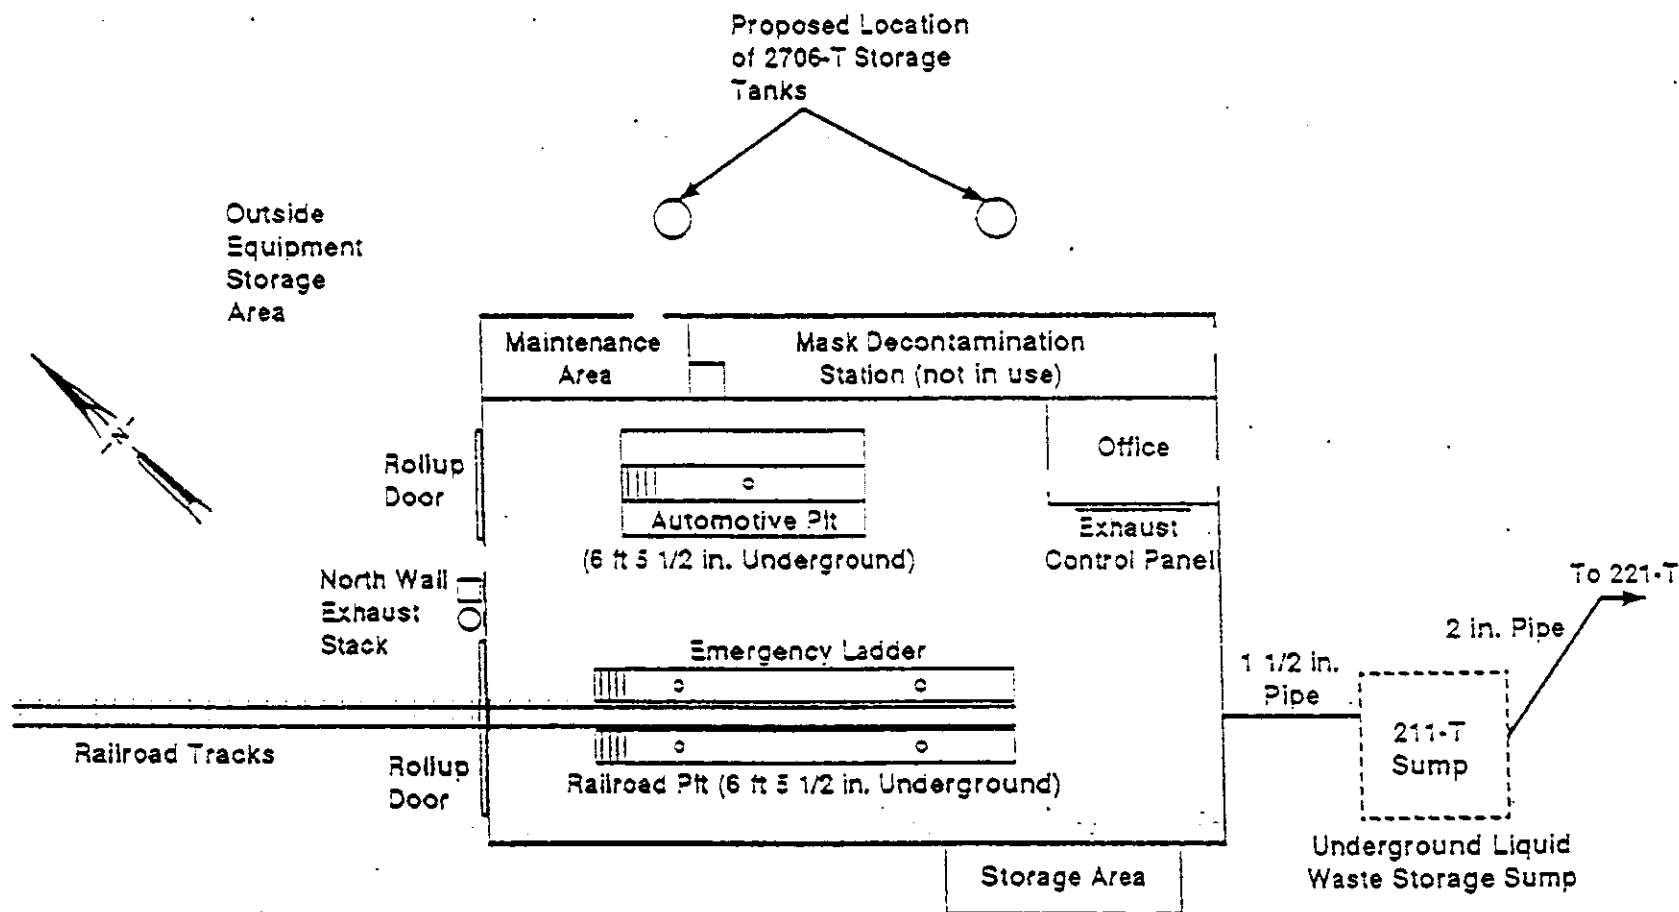 Proposed Location
of 2706-T Storage
Tanks
Outside
Equipment
Storage
Area
Maintenance
Area
Mask Decontamination
Station (not in use)
N
Rollup
Door
Office
Automotive Pit
(6 ft 5 1/2 in. Underground)
Exhaust
Control Panel
North Wall
Exhaust
Stack
To 221-T
2 in. Pipe
Emergency Ladder
1 1/2 in.
Pipe
Railroad Tracks
Rollup
Door
Railroad Pit (6 ft 5 1/2 in. Underground)
211-T
Sump
Underground Liquid
Waste Storage Sump
Storage Area